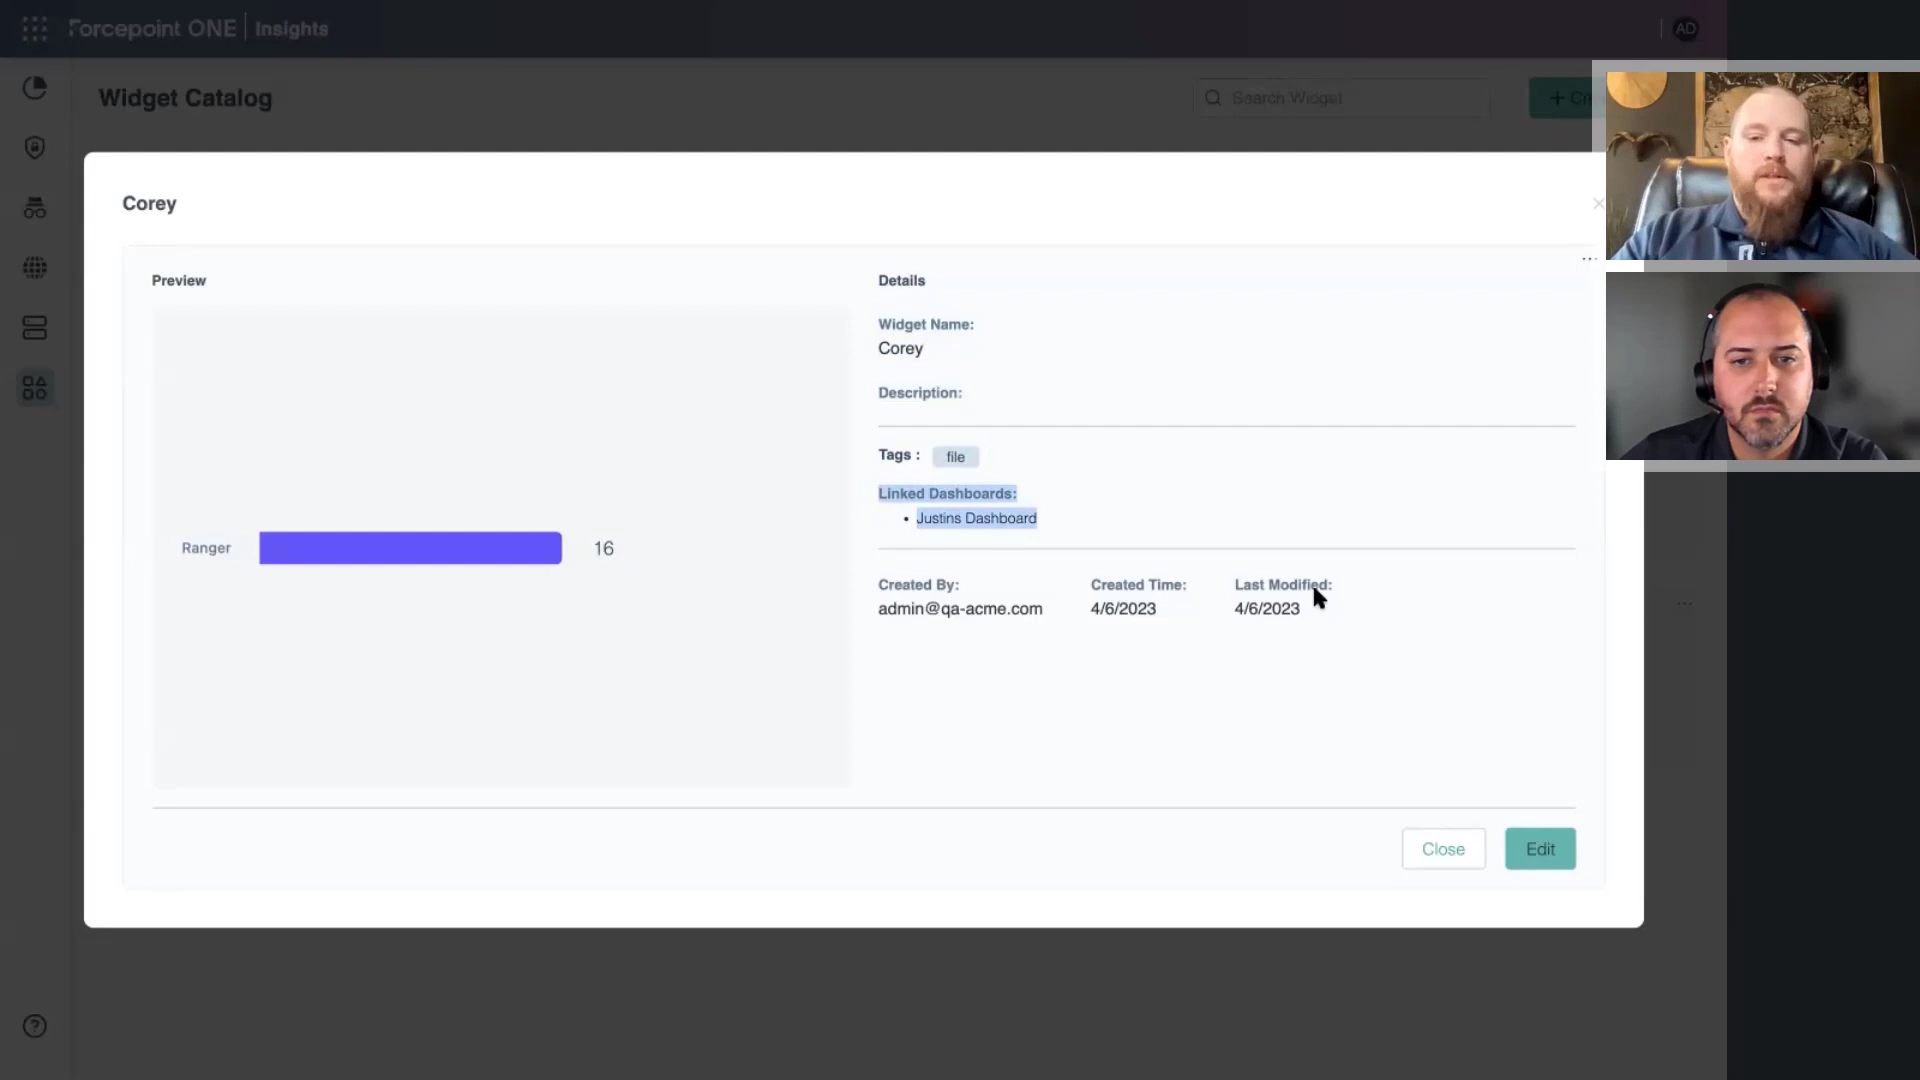 Forcepoint ONE | Insights
AD
Widget Catalog
Search Widget
+ Cre
Corey
Preview
Details
Widget Name:
Corey
Description:
Tags : file
Linked Dashboards:
• Justins Dashboard
Ranger 16
Created By: Created Time: Last Modified:
admin@qa-acme.com 4/6/2023 4/6/2023
Close Edit